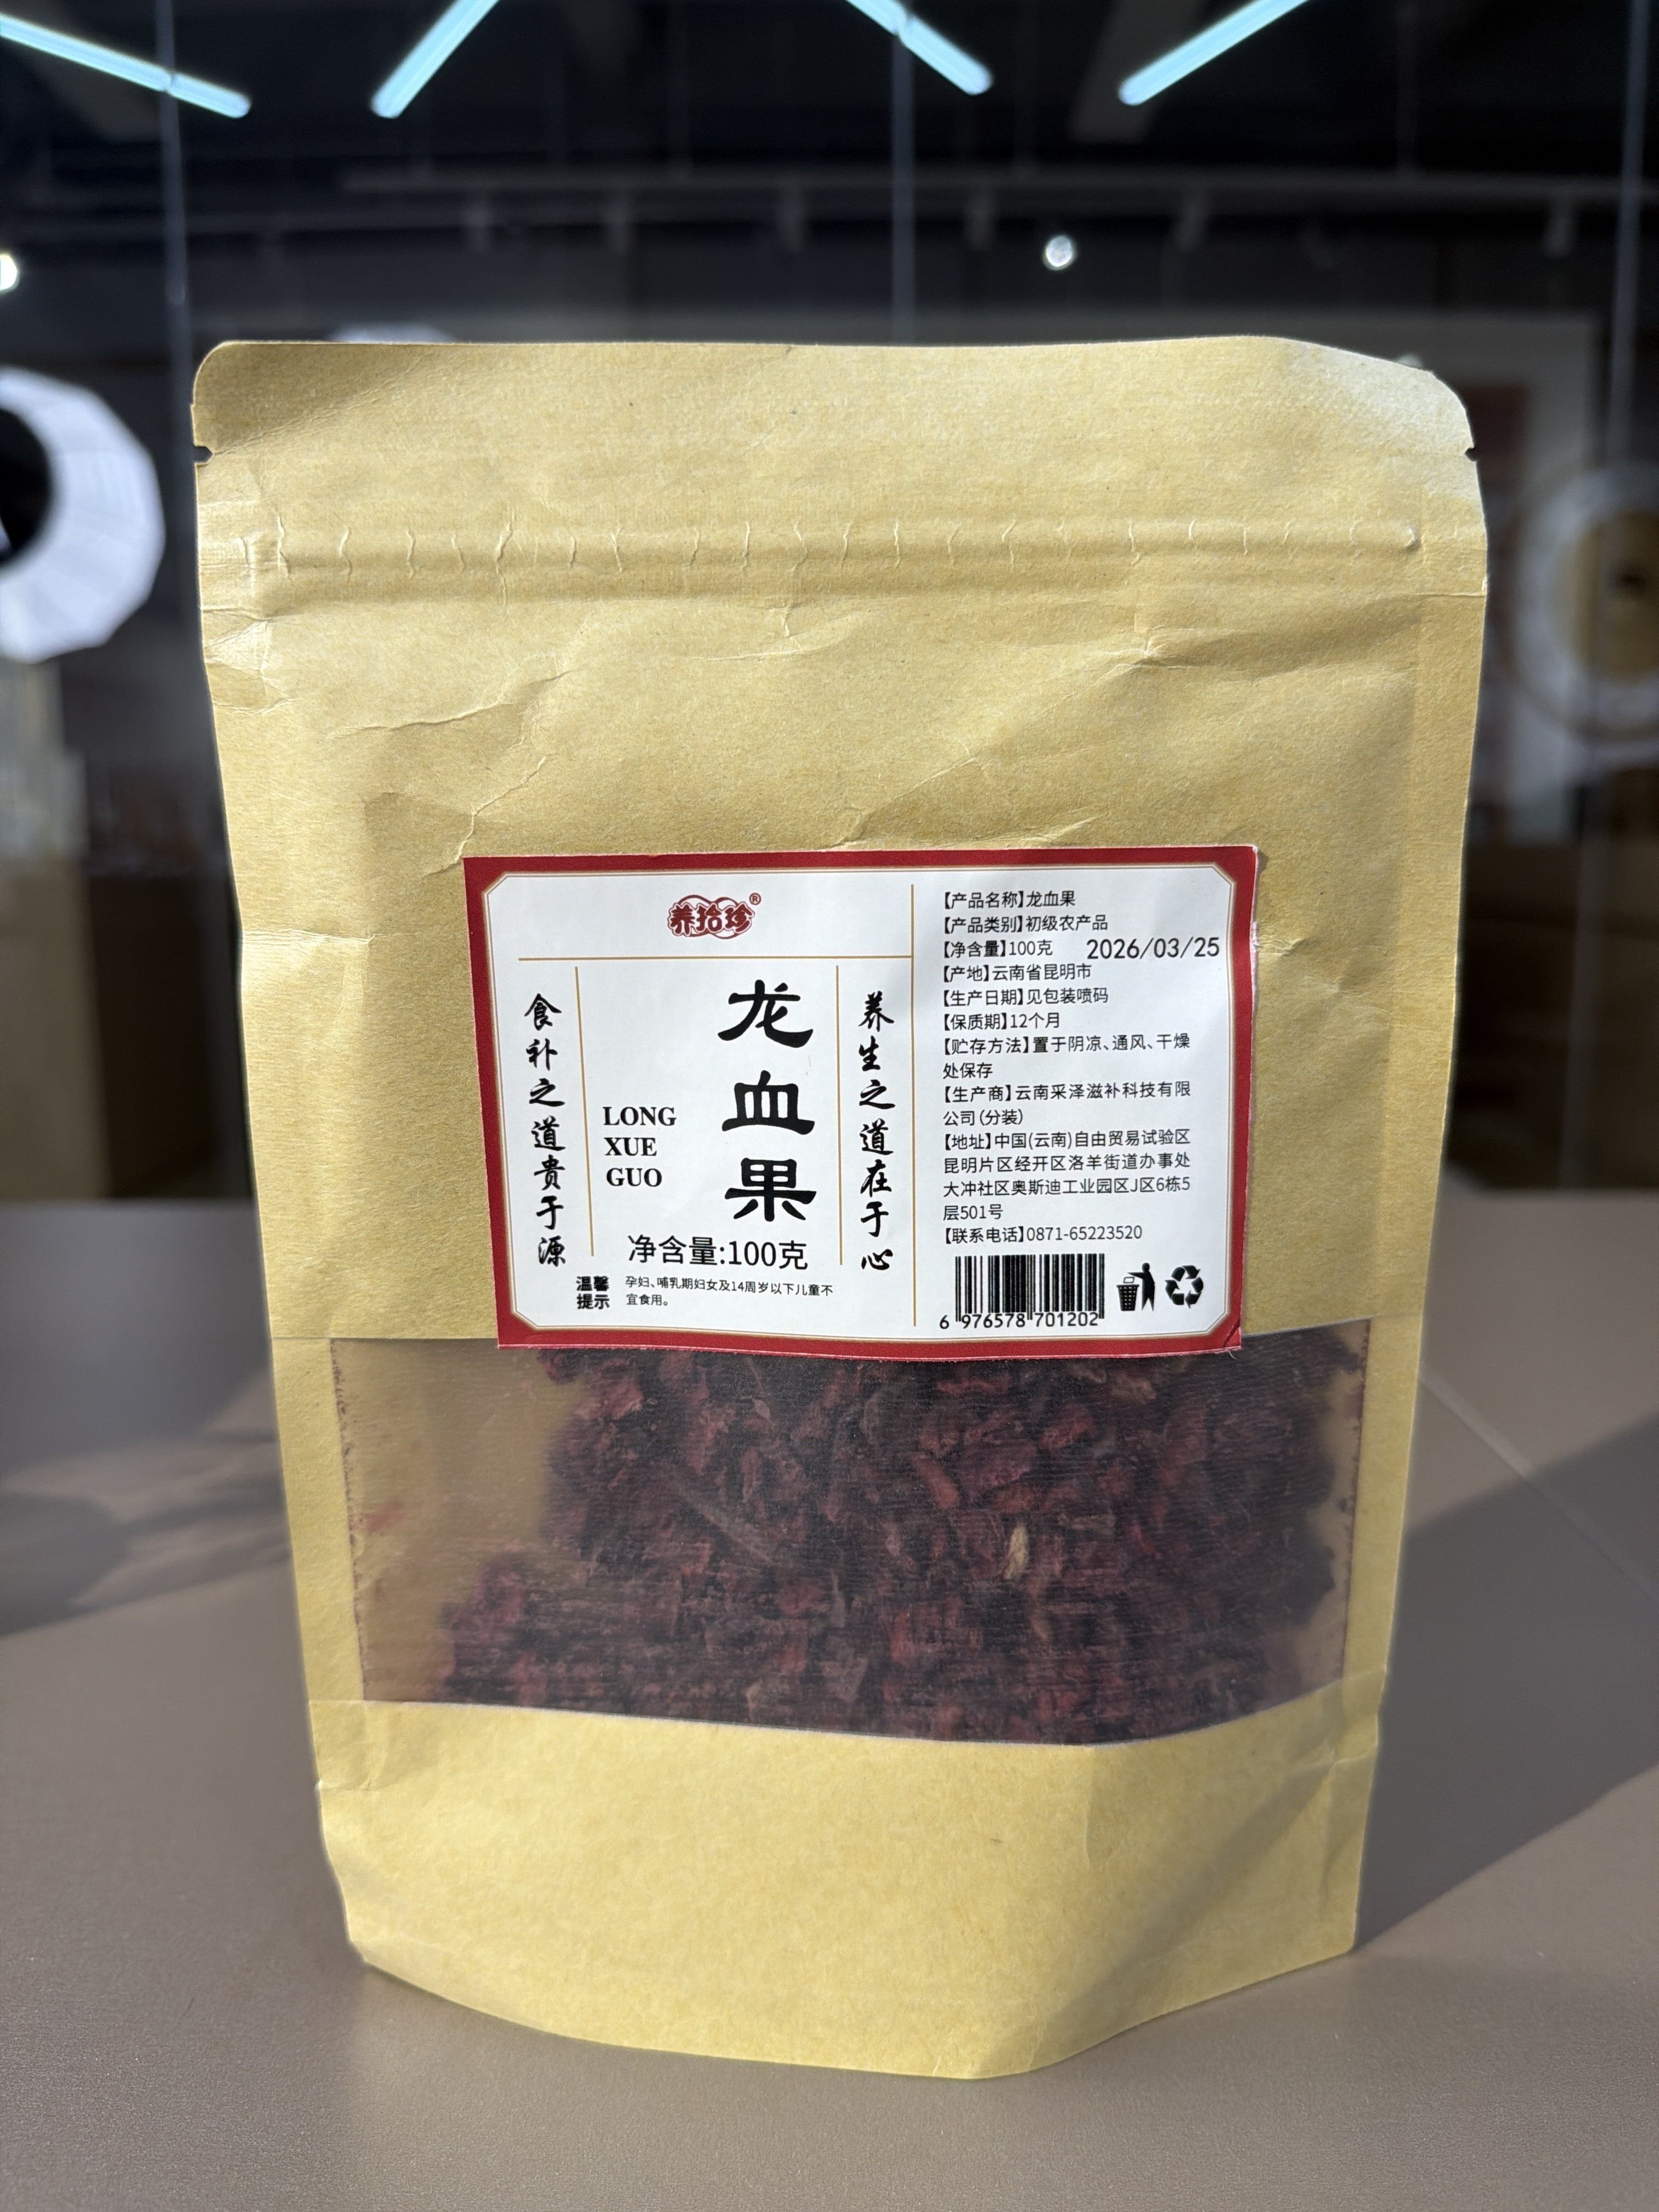 养拾珍®
食补之道贵于源
LONG
XUE
GUO
龙血果
养生之道在于心
净含量:100克
温馨提示
孕妇、哺乳期妇女及14周岁以下儿童不
宜食用。
【产品名称】龙血果
【产品类别】初级农产品
【净含量】100克 2026/03/25
【产地】云南省昆明市
【生产日期】见包装喷码
【保质期】12个月
【贮存方法】置于阴凉、通风、干燥
处保存
【生产商】云南采泽滋补科技有限
公司(分装)
【地址】中国(云南)自由贸易试验区
昆明片区经开区洛羊街道办事处
大冲社区奥斯迪工业园区J区6栋5
层501号
【联系电话】0871-65223520
6 976578 701202